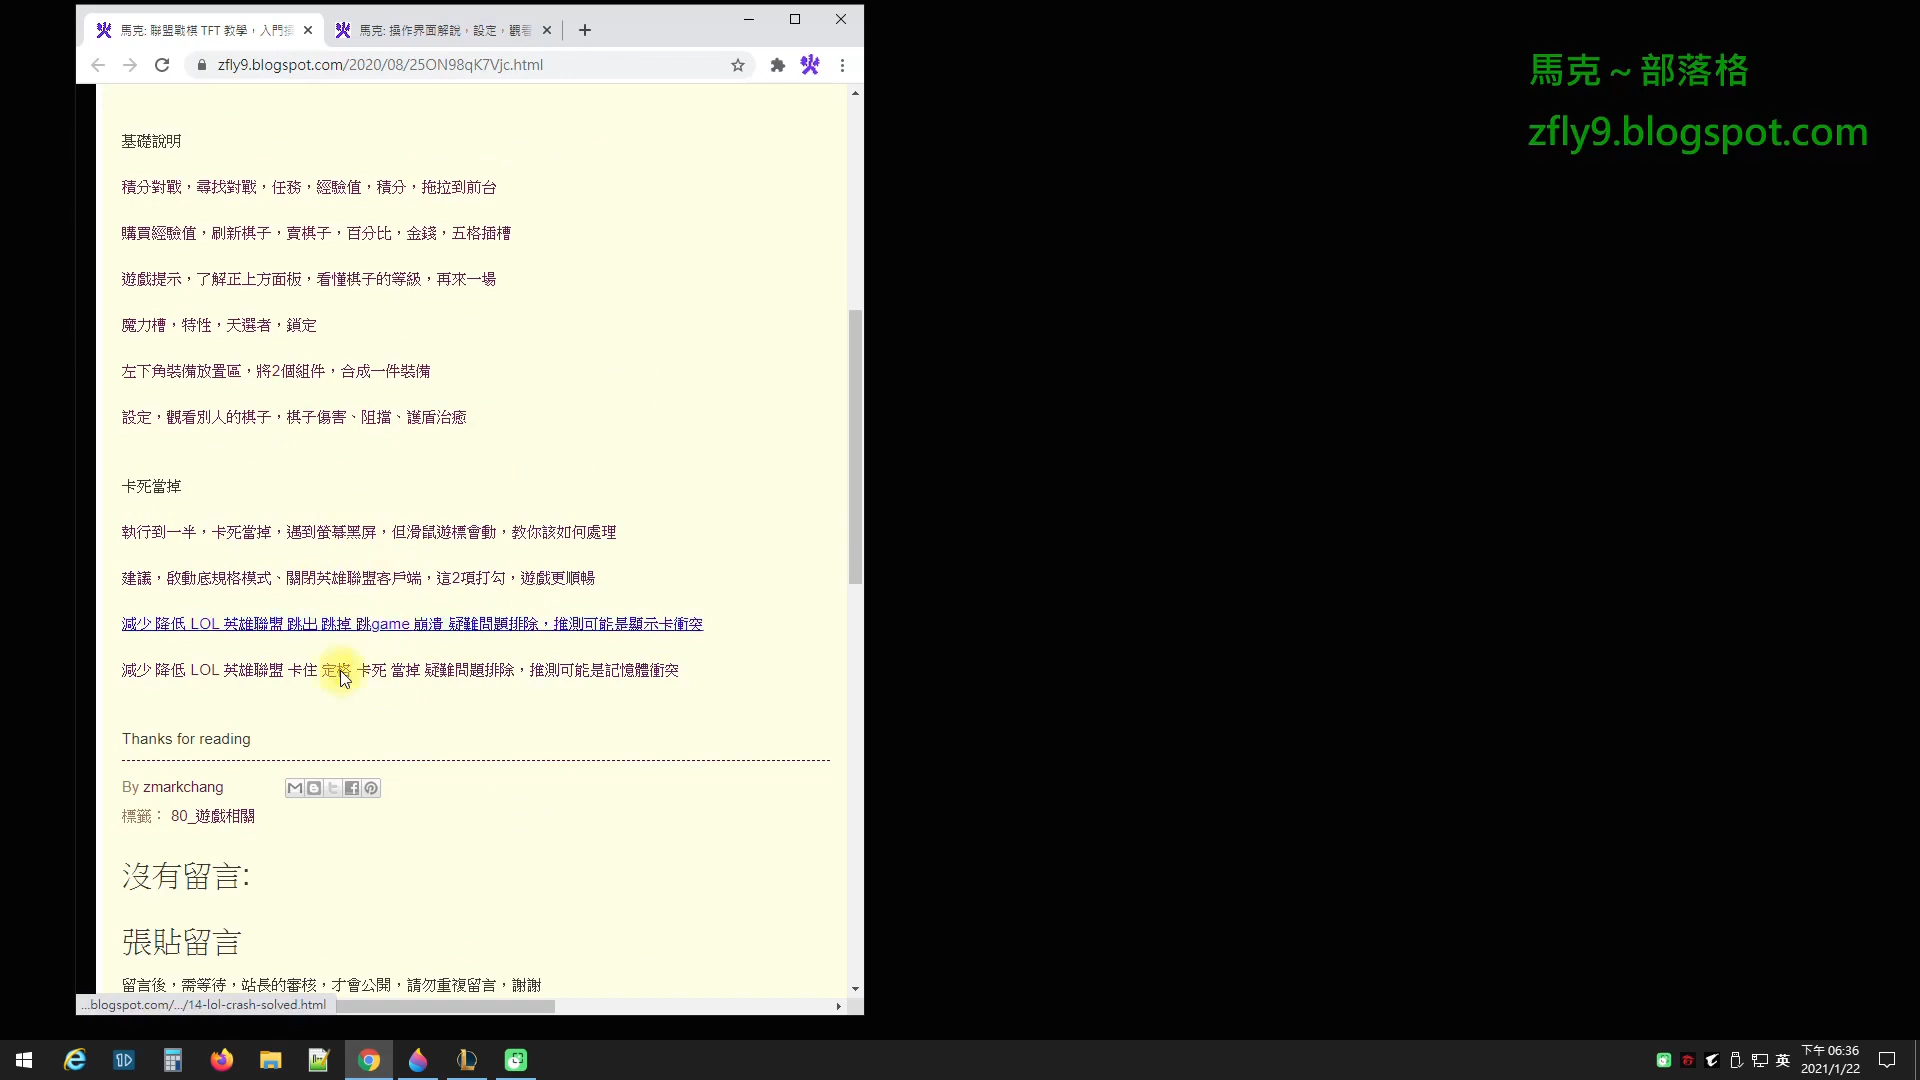 馬克: 聯盟戰棋 TFT 教學，入門
馬克: 操作界面解說，設定，觀看
zfly9.blogspot.com/2020/08/25ON98qK7Vjc.html
馬克～部落格
zfly9.blogspot.com
基礎說明
積分對戰，尋找對戰，任務，經驗值，積分，拖拉到前台
購買經驗值，刷新棋子，賣棋子，百分比，金錢，五格插槽
遊戲提示，了解正上方面板，看懂棋子的等級，再來一場
魔力槽，特性，天選者，鎖定
左下角裝備放置區，將2個組件，合成一件裝備
設定，觀看別人的棋子，棋子傷害、阻擋、護盾治癒
卡死當掉
執行到一半，卡死當掉，遇到螢幕黑屏，但滑鼠遊標會動，教你該如何處理
建議，啟動底規格模式、關閉英雄聯盟客戶端，這2項打勾，遊戲更順暢
減少 降低 LOL 英雄聯盟 跳出 跳掉 跳game 崩潰 疑難問題排除，推測可能是顯示卡衝突
減少 降低 LOL 英雄聯盟 卡住 定格 卡死 當掉 疑難問題排除，推測可能是記憶體衝突
Thanks for reading
By zmarkchang
標籤： 80_遊戲相關
沒有留言:
張貼留言
留言後，需等待，站長的審核，才會公開，請勿重複留言，謝謝
...blogspot.com/.../14-lol-crash-solved.html
英
下午 06:36
2021/1/22